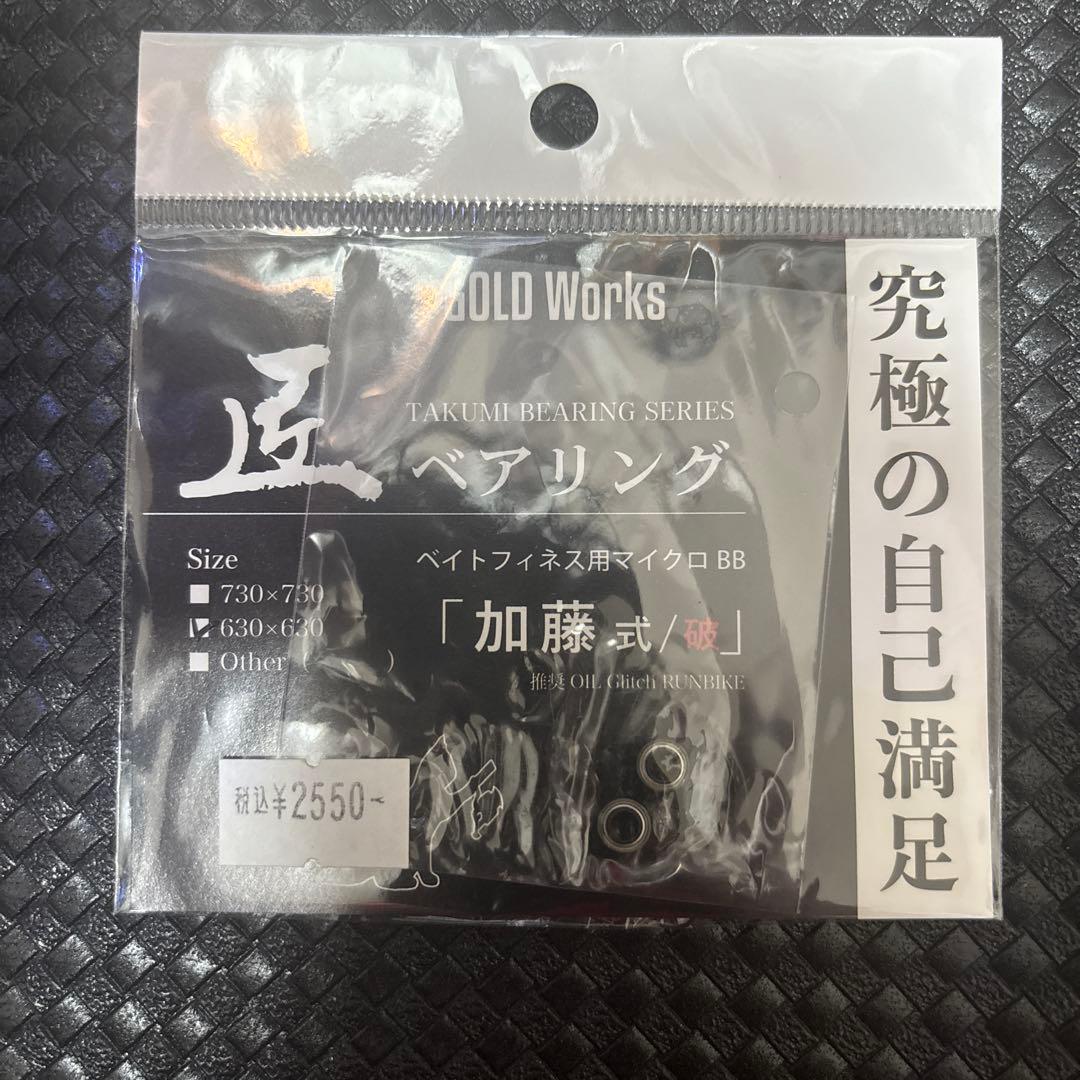 GOLD Works
匠
TAKUMI BEARING SERIES
ベアリング
Size
730×730
630×630
Other ( )
ベイトフィネス用マイクロ BB
「加藤 式/破」
推奨 OIL Glitch RUNBIKE
税込¥2550-
究極の自己満足